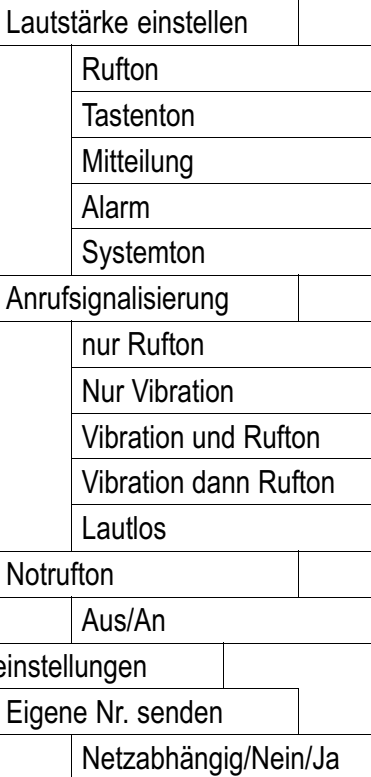 Lautstärke einstellen
Rufton
Tastenton
Mitteilung
Alarm
Systemton
Anrufsignalisierung
nur Rufton
Nur Vibration
Vibration und Rufton
Vibration dann Rufton
Lautlos
Notrufton
Aus/An
einstellungen
Eigene Nr. senden
Netzabhängig/Nein/Ja